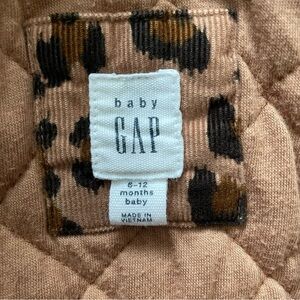 baby
GAP
6-12
months
baby
MADE IN
VIETNAM